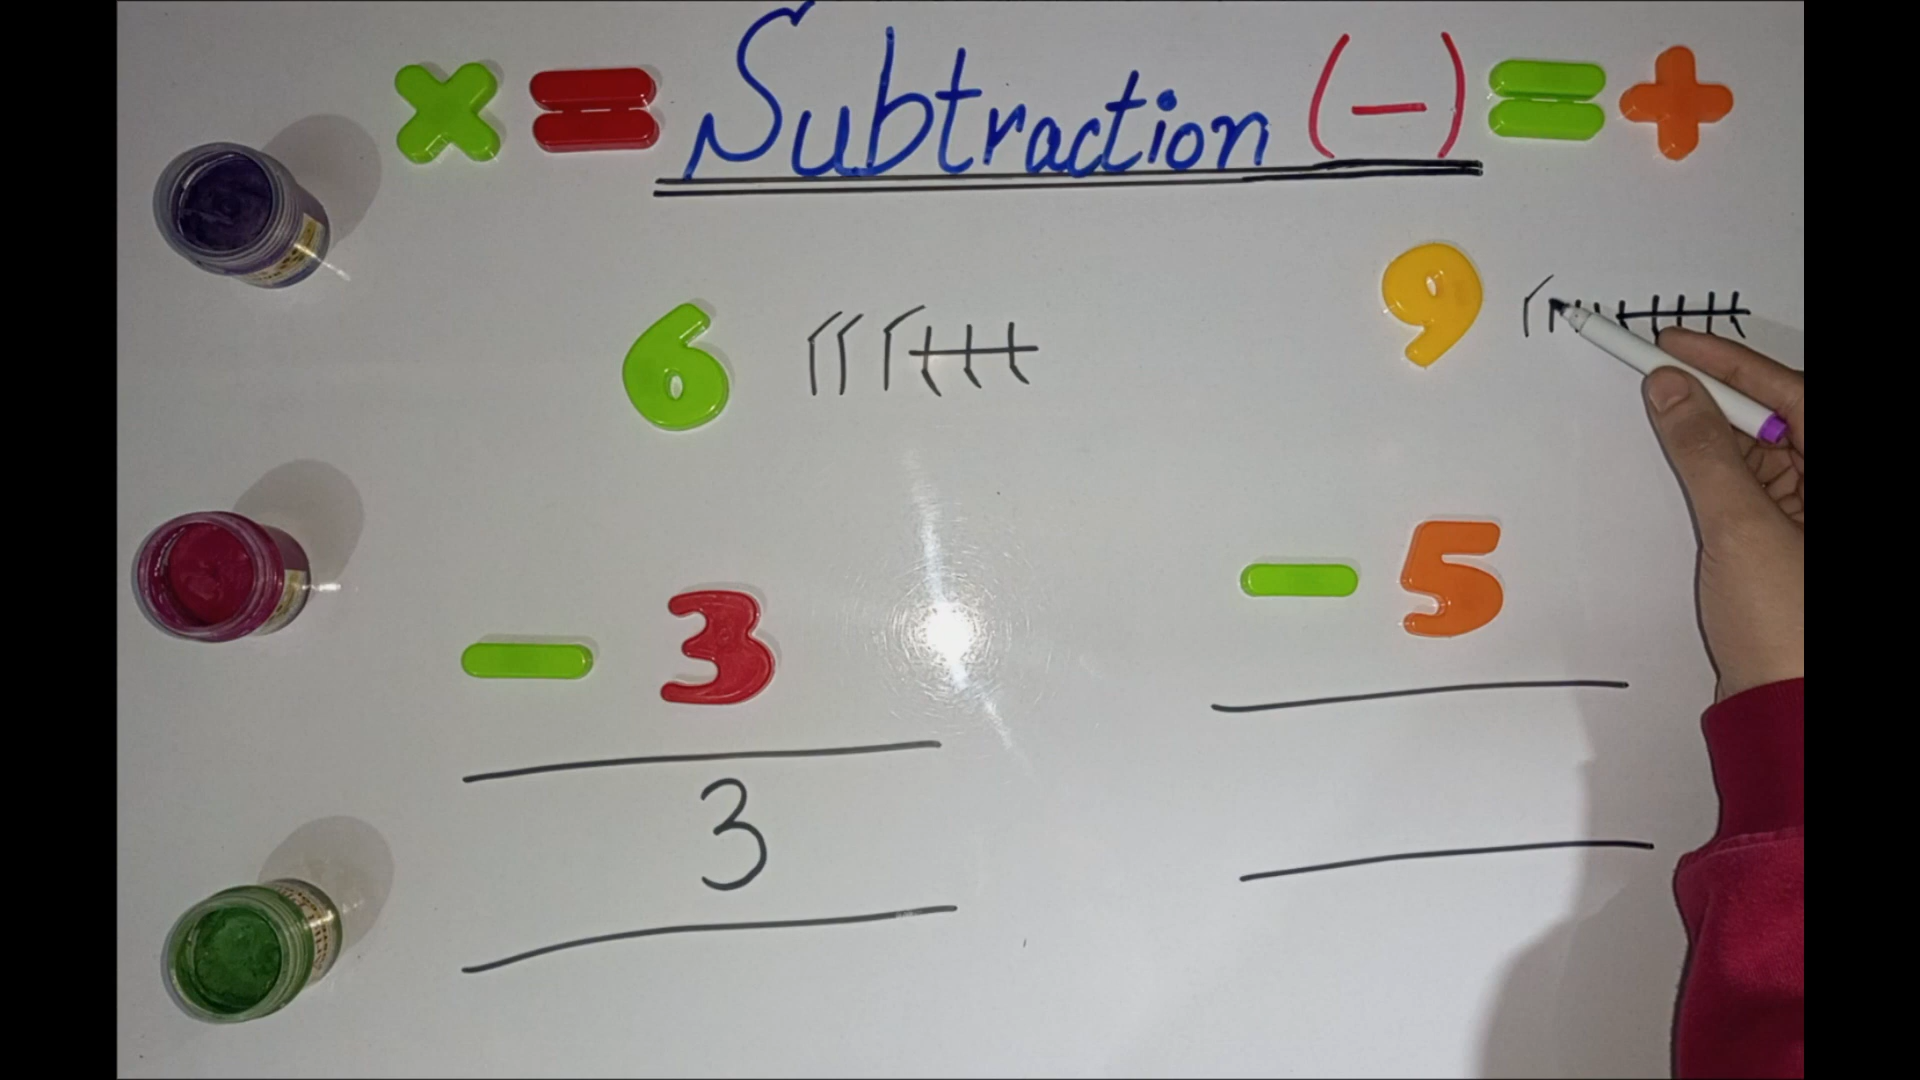 × = Subtraction (-) = +
6 9
- 3 - 5
3